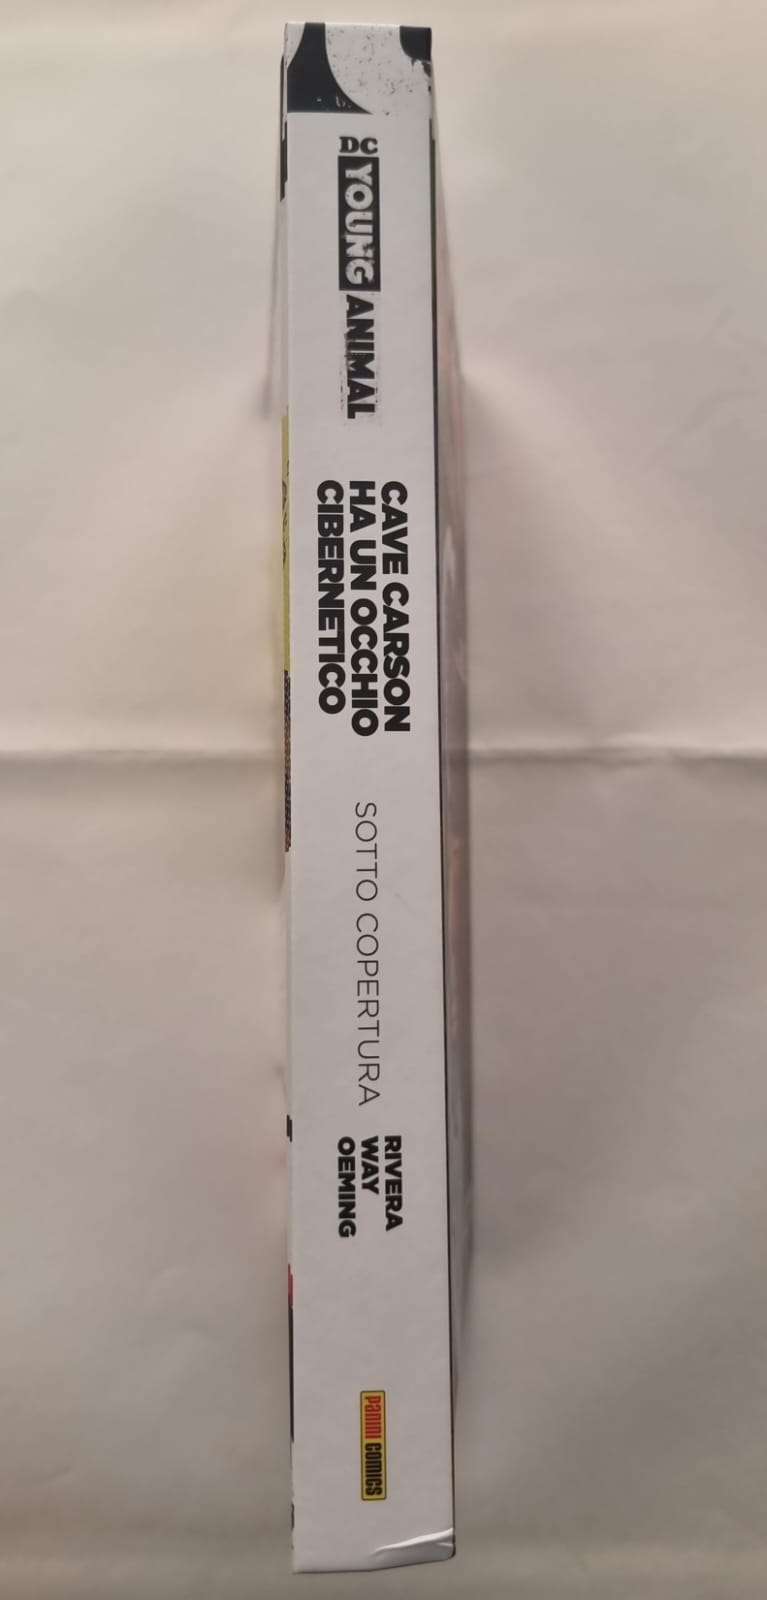 DC
YOUNG
ANIMAL
CAVE CARSON
HA UN OCCHIO
CIBERNETICO
SOTTO COPERTURA
RIVERA
WAY
OEMING
PANINI COMICS